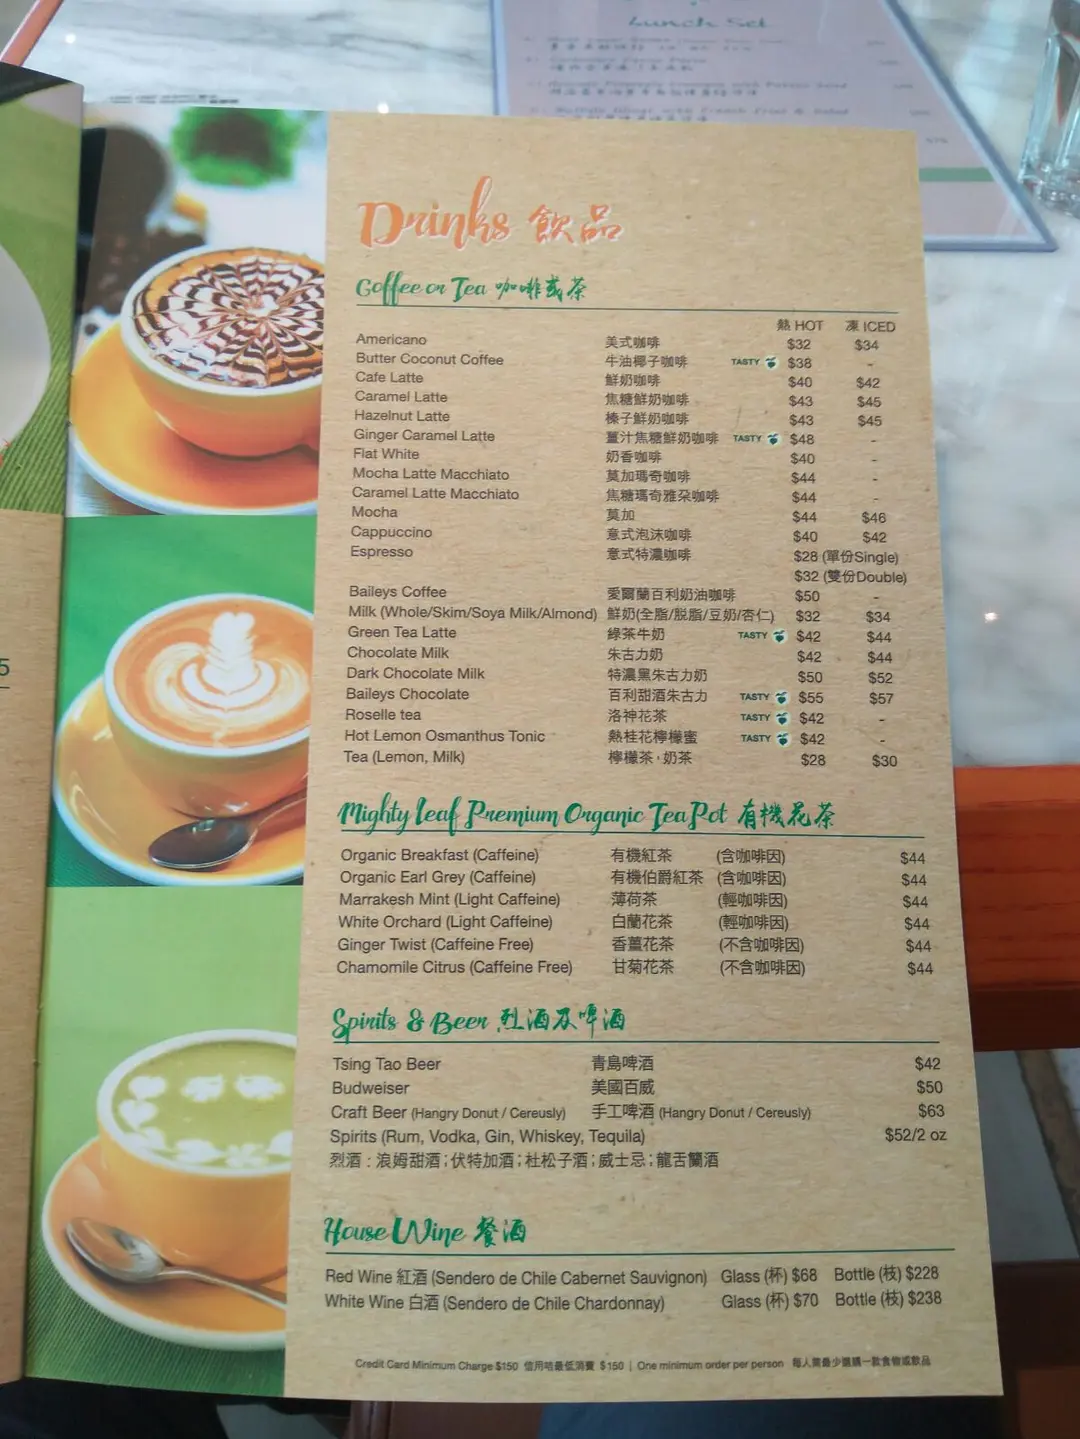 Lunch Set
Drinks 飲品
Coffee or Tea 咖啡或茶
熱 HOT 凍 ICED
Americano 美式咖啡 $32 $34
Butter Coconut Coffee 牛油椰子咖啡 TASTY $38 -
Cafe Latte 鮮奶咖啡 $40 $42
Caramel Latte 焦糖鮮奶咖啡 $43 $45
Hazelnut Latte 榛子鮮奶咖啡 $43 $45
Ginger Caramel Latte 薑汁焦糖鮮奶咖啡 TASTY $48 -
Flat White 奶香咖啡 $40 -
Mocha Latte Macchiato 莫加瑪奇咖啡 $44 -
Caramel Latte Macchiato 焦糖瑪奇雅朵咖啡 $44 -
Mocha 莫加 $44 $46
Cappuccino 意式泡沫咖啡 $40 $42
Espresso 意式特濃咖啡 $28 (單份Single)
$32 (雙份Double)
Baileys Coffee 愛爾蘭百利奶油咖啡 $50 -
Milk (Whole/Skim/Soya Milk/Almond) 鮮奶(全脂/脱脂/豆奶/杏仁) $32 $34
Green Tea Latte 綠茶牛奶 TASTY $42 $44
Chocolate Milk 朱古力奶 $42 $44
Dark Chocolate Milk 特濃黑朱古力奶 $50 $52
Baileys Chocolate 百利甜酒朱古力 TASTY $55 $57
Roselle tea 洛神花茶 TASTY $42 -
Hot Lemon Osmanthus Tonic 熱桂花檸檬蜜 TASTY $42 -
Tea (Lemon, Milk) 檸檬茶，奶茶 $28 $30
5
Mighty Leaf Premium Organic Tea Pot 有機花茶
Organic Breakfast (Caffeine) 有機紅茶 (含咖啡因) $44
Organic Earl Grey (Caffeine) 有機伯爵紅茶 (含咖啡因) $44
Marrakesh Mint (Light Caffeine) 薄荷茶 (輕咖啡因) $44
White Orchard (Light Caffeine) 白蘭花茶 (輕咖啡因) $44
Ginger Twist (Caffeine Free) 香薑花茶 (不含咖啡因) $44
Chamomile Citrus (Caffeine Free) 甘菊花茶 (不含咖啡因) $44
Spirits & Beer 烈酒及啤酒
Tsing Tao Beer 青島啤酒 $42
Budweiser 美國百威 $50
Craft Beer (Hangry Donut / Cereusly) 手工啤酒 (Hangry Donut / Cereusly) $63
Spirits (Rum, Vodka, Gin, Whiskey, Tequila) $52/2 oz
烈酒：浪姆甜酒；伏特加酒；杜松子酒；威士忌；龍舌蘭酒
House Wine 餐酒
Red Wine 紅酒 (Sendero de Chile Cabernet Sauvignon) Glass (杯) $68 Bottle (枝) $228
White Wine 白酒 (Sendero de Chile Chardonnay) Glass (杯) $70 Bottle (枝) $238
Credit Card Minimum Charge $150 信用咭最低消費 $150 | One minimum order per person 每人需最少選購一款食物或飲品